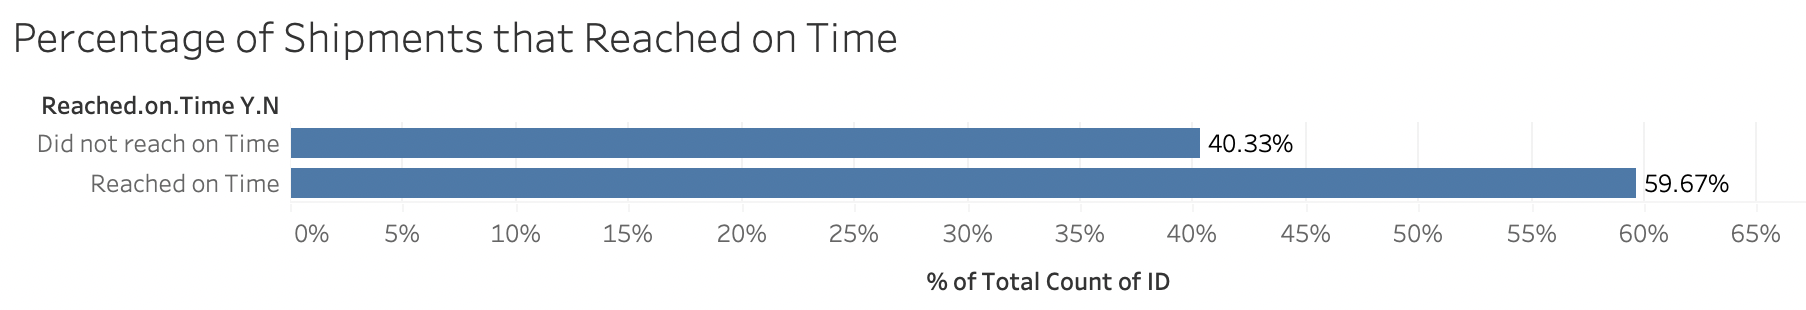 Percentage of Shipments that Reached on Time
Reached.on.Time Y.N
Did not reach on Time 40.33%
Reached on Time 59.67%
0% 5% 10% 15% 20% 25% 30% 35% 40% 45% 50% 55% 60% 65%
% of Total Count of ID